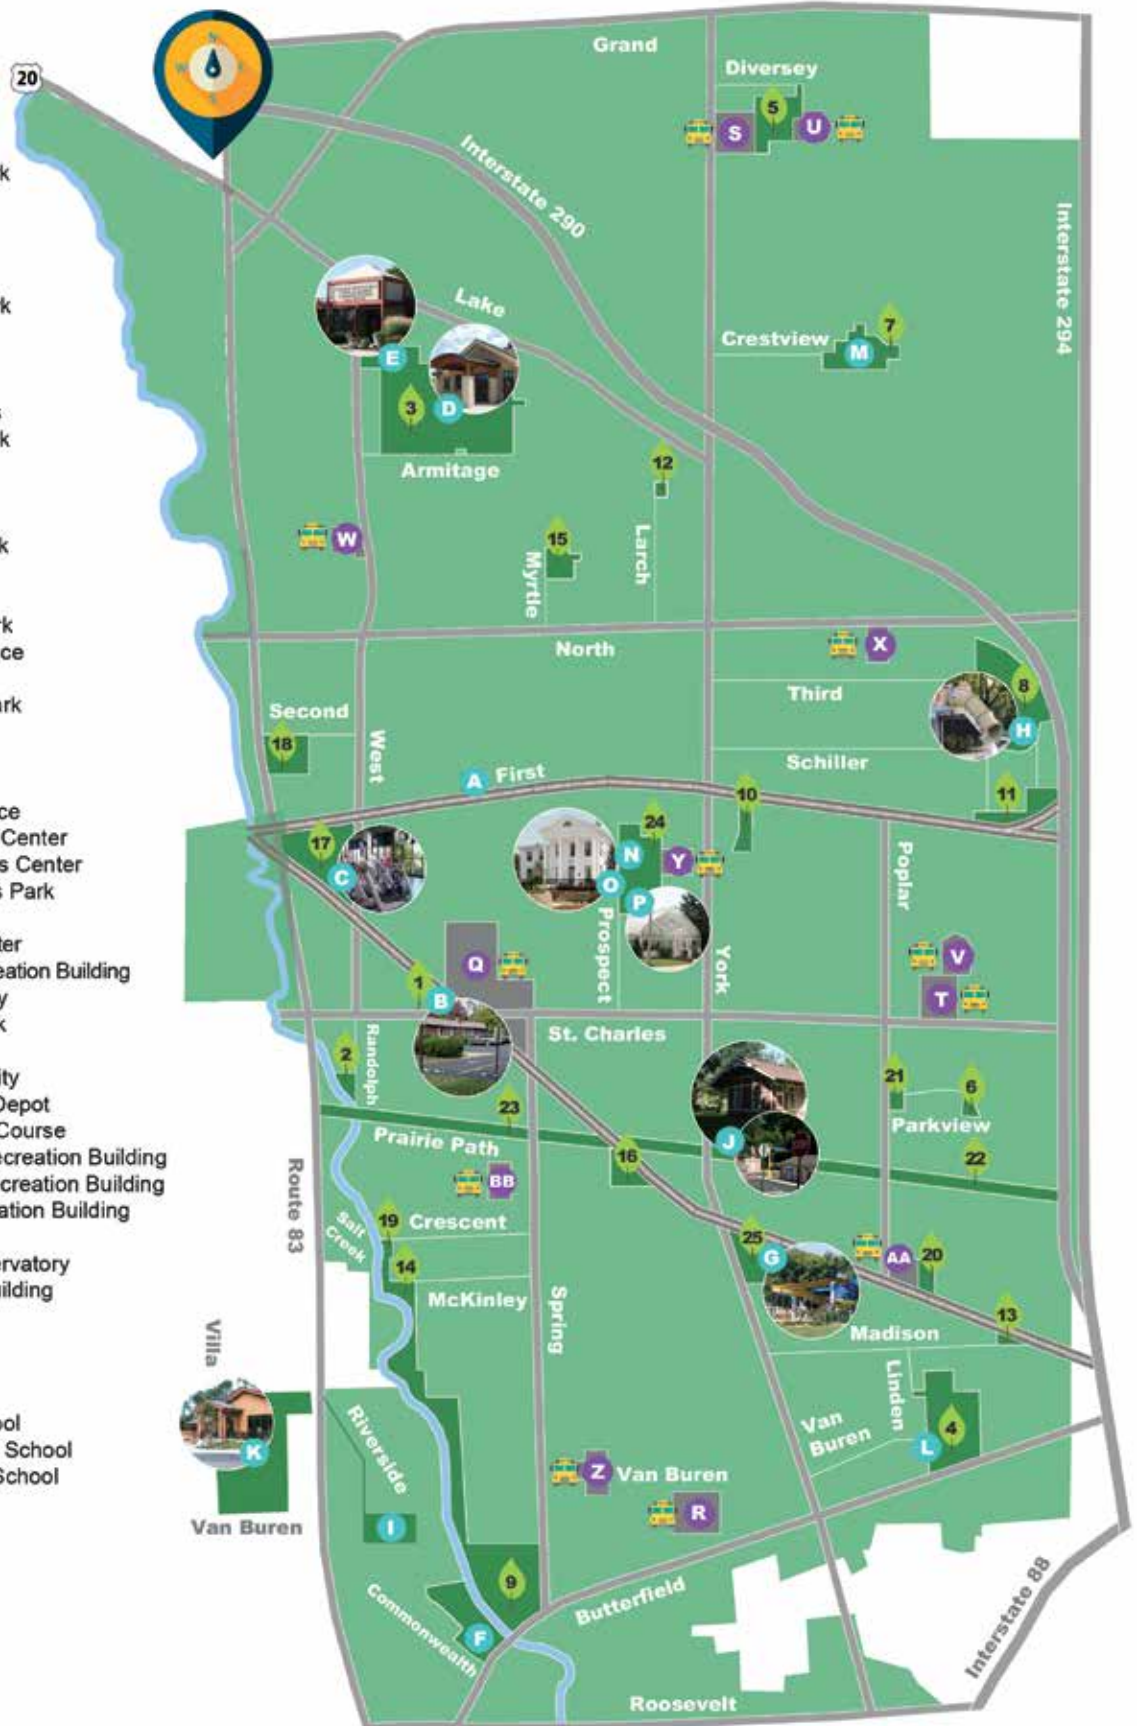 N
W
E
S
20
Grand
Diversey
5
S
U
Interstate 290
Interstate 294
k
Lake
7
Crestview
M
rk
E
3
D
s
k
12
Armitage
15
Larch
Myrtle
W
k
rk
ce
North
X
Third
8
H
ark
Second
18
West
Schiller
A
First
10
11
ce
Center
s Center
s Park
24
17
C
N
Y
O
P
Prospect
York
Poplar
ter
eation Building
y
k
Q
1
B
V
T
St. Charles
ity
Depot
Course
ecreation Building
creation Building
ation Building
2
Randolph
21
6
23
Parkview
Prairie Path
J
16
22
BB
Route 83
Salt
Creek
19
Crescent
25
G
AA
20
14
ervatory
uilding
McKinley
Spring
13
Madison
Villa
Linden
K
Riverside
Van
Buren
4
L
ool
School
School
Z
Van Buren
R
Van Buren
I
9
Commonwealth
F
Butterfield
Interstate 88
Roosevelt